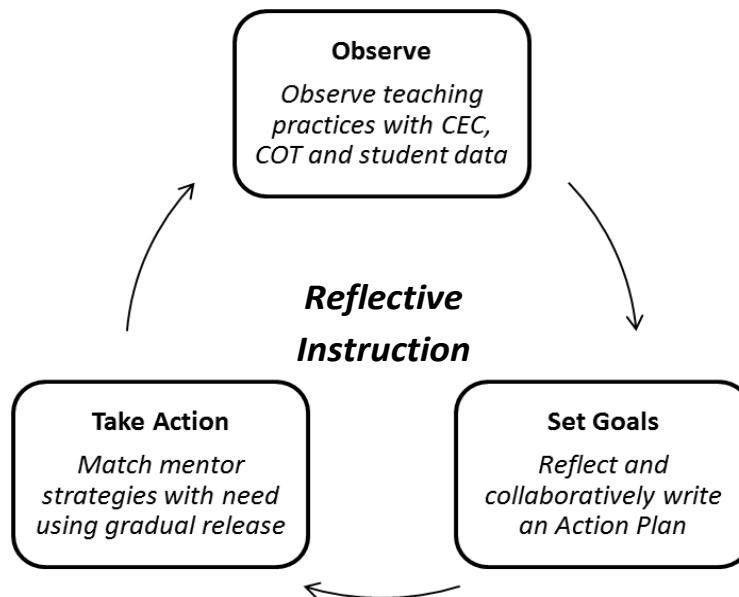 Observe
Observe teaching
practices with CEC,
COT and student data
Reflective
Instruction
Take Action
Match mentor
strategies with need
using gradual release
Set Goals
Reflect and
collaboratively write
an Action Plan